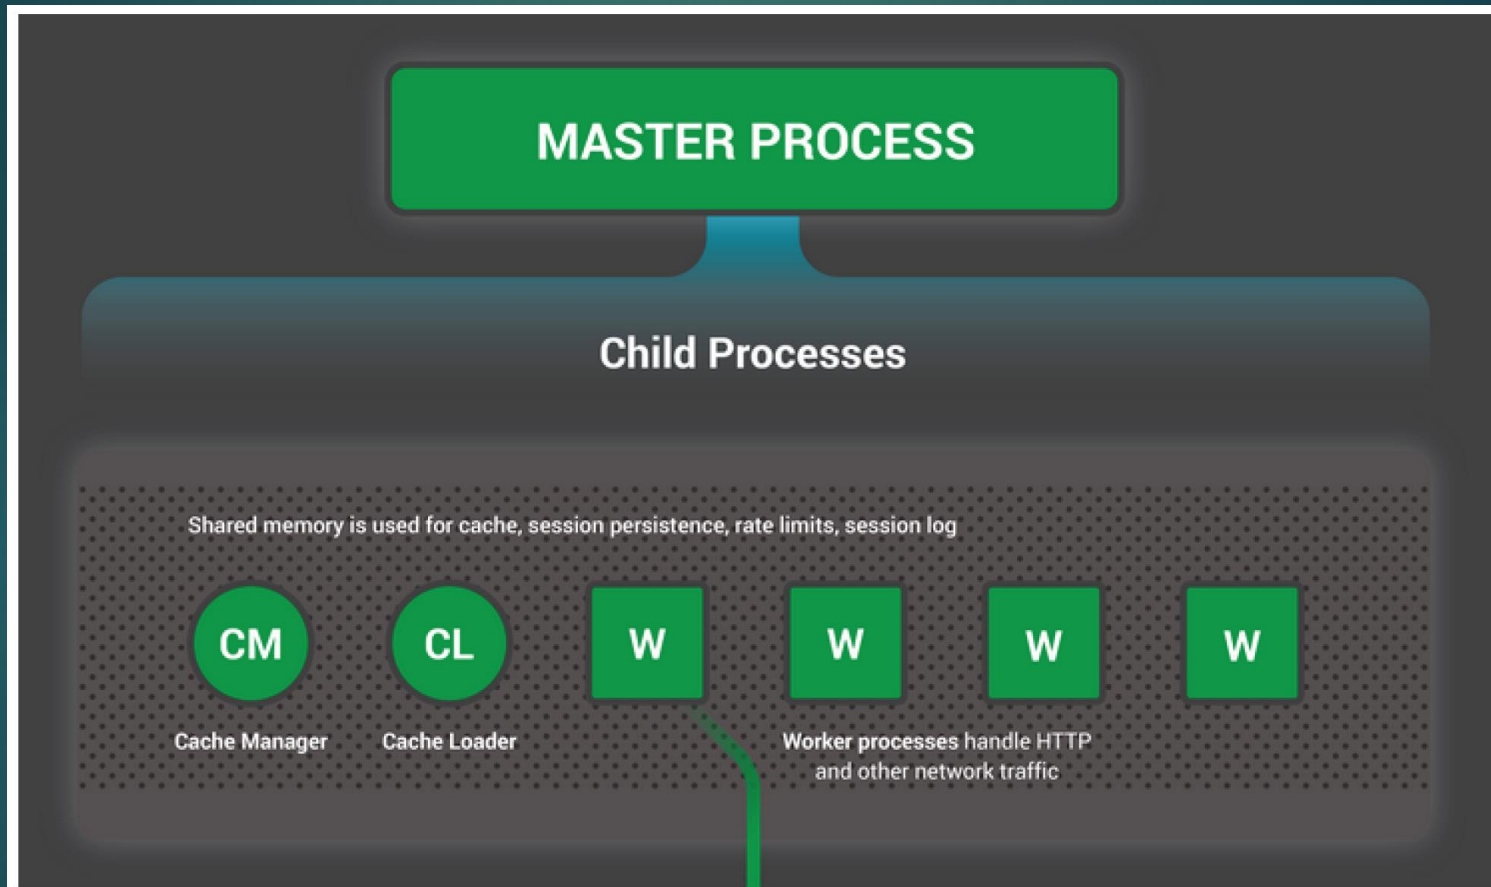 MASTER PROCESS
Child Processes
Shared memory is used for cache, session persistence, rate limits, session log
CM
CL
W
W
W
W
Cache Manager
Cache Loader
Worker processes handle HTTP
and other network traffic